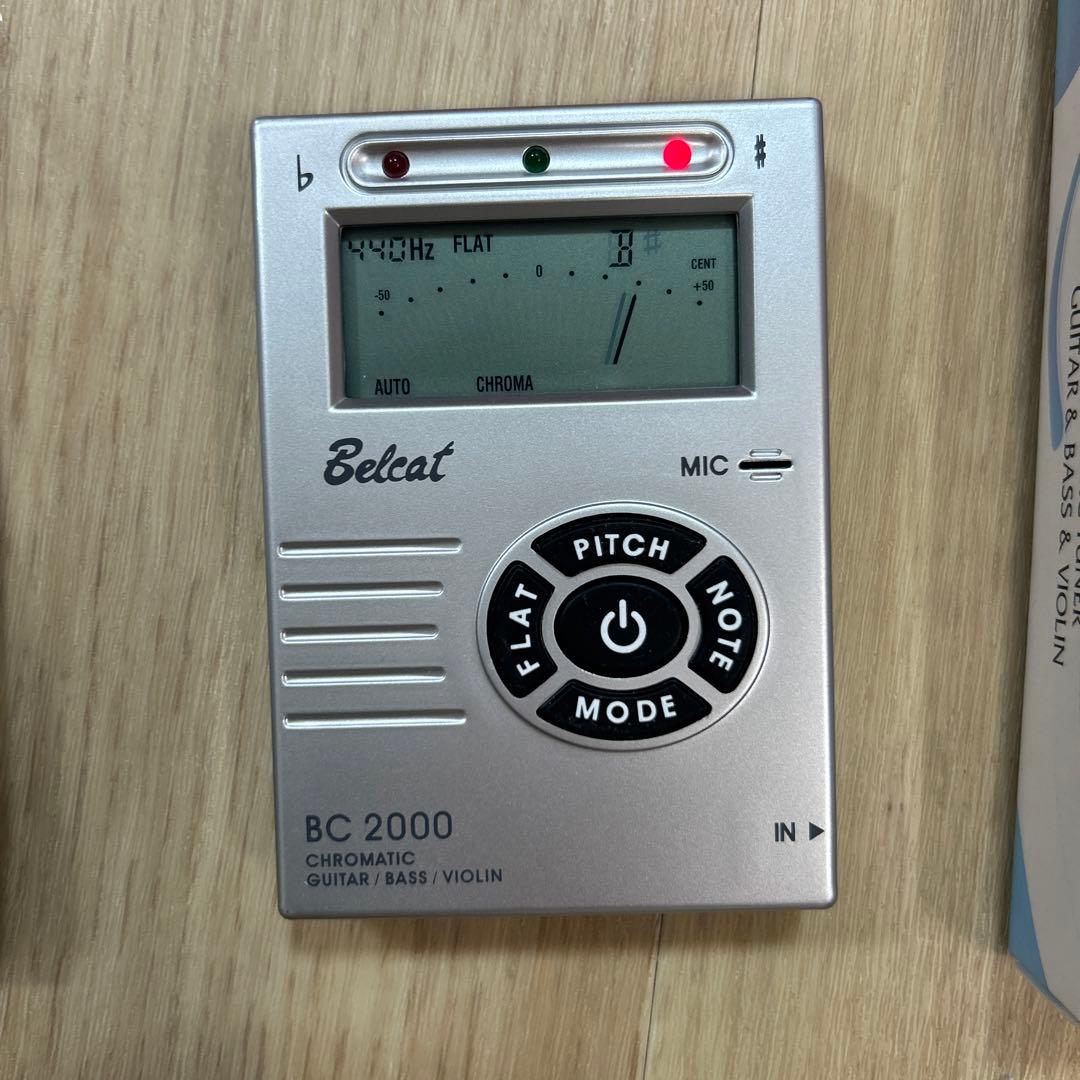 ♭ ♯
440Hz FLAT B
0
-50 CENT +50
AUTO CHROMA
Belcat
MIC
PITCH
FLAT NOTE
MODE
BC 2000
IN ▶
CHROMATIC
GUITAR / BASS / VIOLIN
TUNER
GUITAR & BASS & VIOLIN